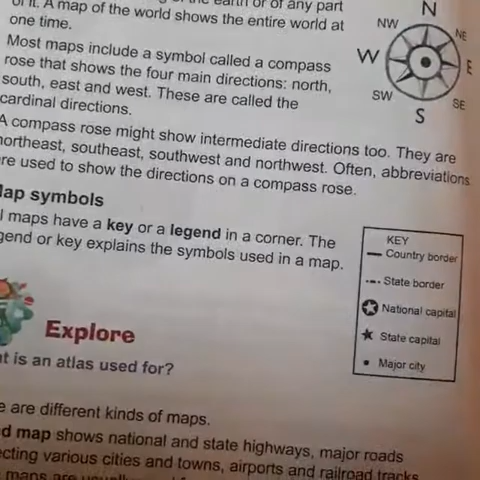 of it. A map of the world shows the entire world at
one time.
Most maps include a symbol called a compass
rose that shows the four main directions: north,
south, east and west. These are called the
cardinal directions.
A compass rose might show intermediate directions too. They are
northeast, southeast, southwest and northwest. Often, abbreviations
are used to show the directions on a compass rose.
N
NW
NE
W
E
SW
SE
S
Map symbols
maps have a key or a legend in a corner. The
legend or key explains the symbols used in a map.
KEY
Country border
State border
National capital
State capital
Major city
Explore
is an atlas used for?
are different kinds of maps.
map shows national and state highways, major roads
various cities and towns, airports and railroad tracks
maps are